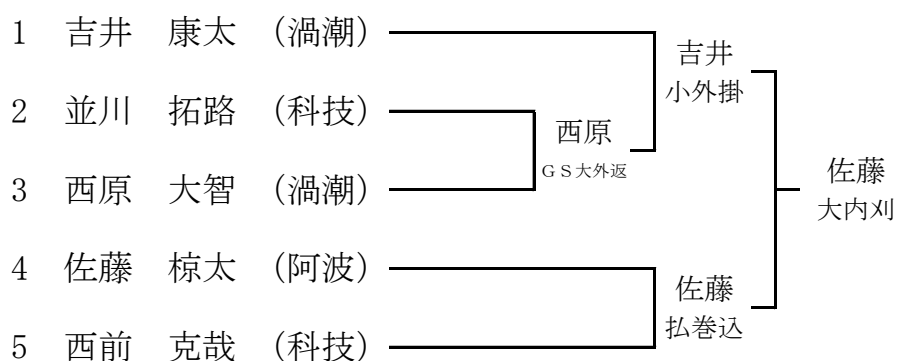 1 吉井 康太 (渦潮)
2 並川 拓路 (科技)
3 西原 大智 (渦潮)
4 佐藤 椋太 (阿波)
5 西前 克哉 (科技)
西原
GS大外返
吉井
小外掛
佐藤
払巻込
佐藤
大内刈